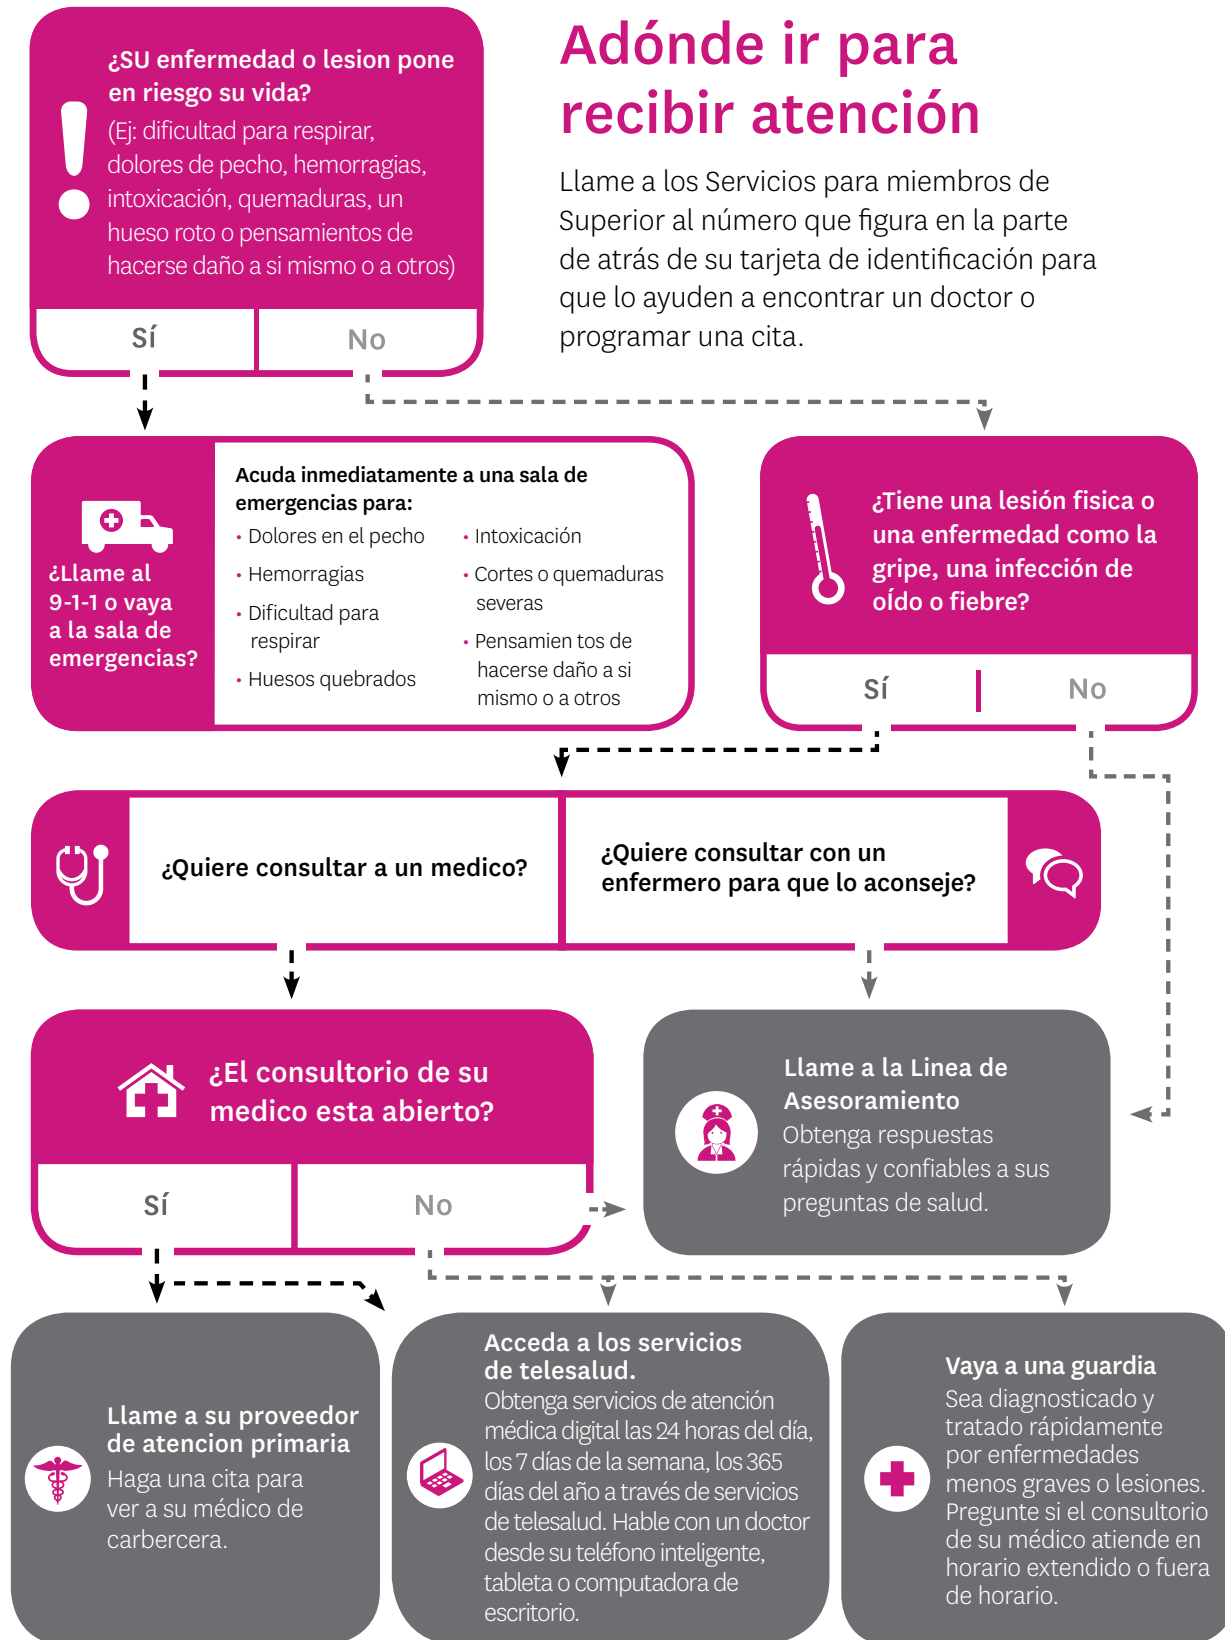 ¿SU enfermedad o lesion pone
en riesgo su vida?
(Ej: dificultad para respirar,
dolores de pecho, hemorragias,
intoxicación, quemaduras, un
hueso roto o pensamientos de
hacerse daño a si mismo o a otros)
Sí
No
Adónde ir para
recibir atención
Llame a los Servicios para miembros de
Superior al número que figura en la parte
de atrás de su tarjeta de identificación para
que lo ayuden a encontrar un doctor o
programar una cita.
¿Llame al
9-1-1 o vaya
a la sala de
emergencias?
Acuda inmediatamente a una sala de
emergencias para:
• Dolores en el pecho
• Hemorragias
• Dificultad para
respirar
• Huesos quebrados
• Intoxicación
• Cortes o quemaduras
severas
• Pensamien tos de
hacerse daño a si
mismo o a otros
¿Tiene una lesión fisica o
una enfermedad como la
gripe, una infección de
oÍdo o fiebre?
Sí
No
¿Quiere consultar a un medico?
¿Quiere consultar con un
enfermero para que lo aconseje?
¿El consultorio de su
medico esta abierto?
Sí
No
Llame a la Linea de
Asesoramiento
Obtenga respuestas
rápidas y confiables a sus
preguntas de salud.
Llame a su proveedor
de atencion primaria
Haga una cita para
ver a su médico de
carbercera.
Acceda a los servicios
de telesalud.
Obtenga servicios de atención
médica digital las 24 horas del día,
los 7 días de la semana, los 365
días del año a través de servicios
de telesalud. Hable con un doctor
desde su teléfono inteligente,
tableta o computadora de
escritorio.
Vaya a una guardia
Sea diagnosticado y
tratado rápidamente
por enfermedades
menos graves o lesiones.
Pregunte si el consultorio
de su médico atiende en
horario extendido o fuera
de horario.